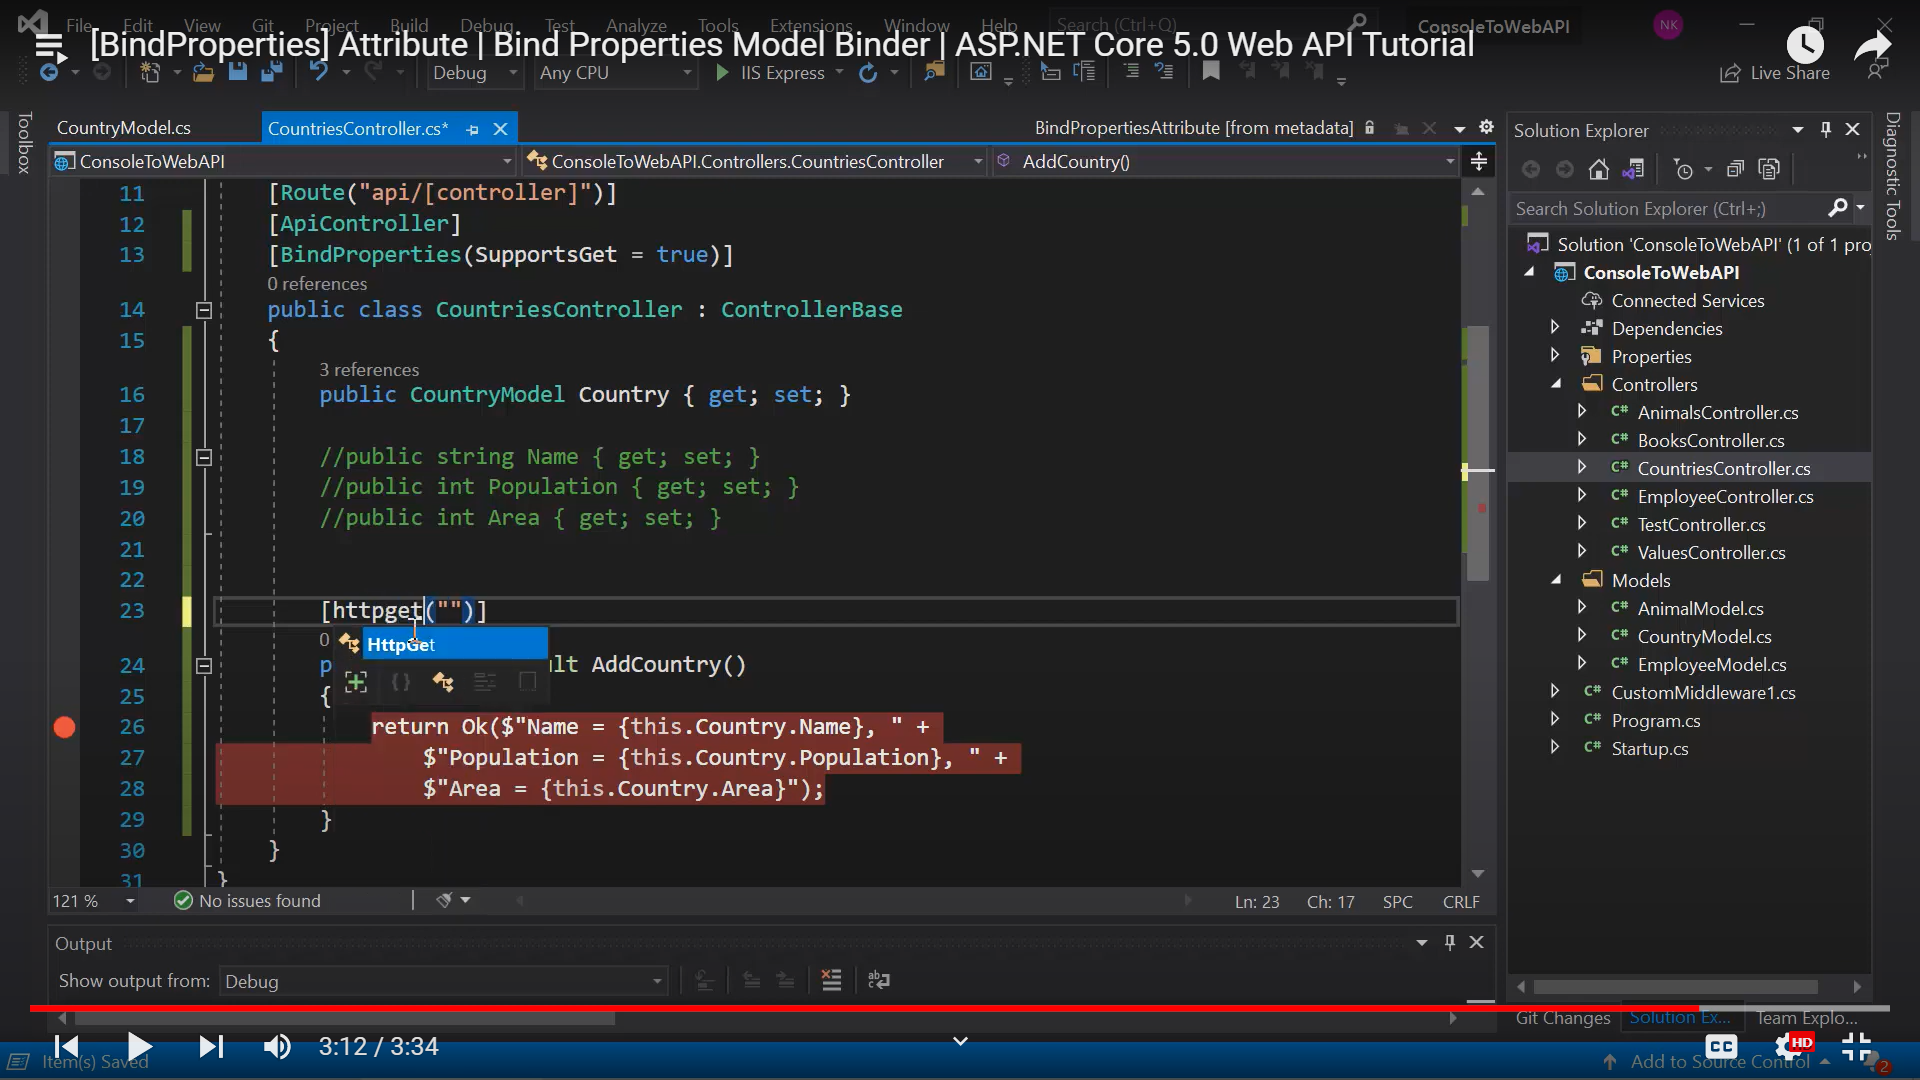 File Edit View Git Project Build Debug Test Analyze Tools Extensions Window Help Search (Ctrl+Q) ConsoleToWebAPI NK
[BindProperties] Attribute | Bind Properties Model Binder | ASP.NET Core 5.0 Web API Tutorial
Debug Any CPU IIS Express Live Share
Toolbox
CountryModel.cs CountriesController.cs* BindPropertiesAttribute [from metadata]
ConsoleToWebAPI ConsoleToWebAPI.Controllers.CountriesController AddCountry()
11 [Route("api/[controller]")]
12 [ApiController]
13 [BindProperties(SupportsGet = true)]
0 references
14 public class CountriesController : ControllerBase
15 {
3 references
16 public CountryModel Country { get; set; }
17
18 //public string Name { get; set; }
19 //public int Population { get; set; }
20 //public int Area { get; set; }
21
22
23 [httpget("")]
0
HttpGet
24 p ult AddCountry()
25 {
26 return Ok($"Name = {this.Country.Name}, " +
27 $"Population = {this.Country.Population}, " +
28 $"Area = {this.Country.Area}");
29 }
30 }
31 }
121 % No issues found Ln: 23 Ch: 17 SPC CRLF
Output
Show output from: Debug
Solution Explorer
Search Solution Explorer (Ctrl+;)
Solution 'ConsoleToWebAPI' (1 of 1 pro
ConsoleToWebAPI
Connected Services
Dependencies
Properties
Controllers
C# AnimalsController.cs
C# BooksController.cs
C# CountriesController.cs
C# EmployeeController.cs
C# TestController.cs
C# ValuesController.cs
Models
C# AnimalModel.cs
C# CountryModel.cs
C# EmployeeModel.cs
C# CustomMiddleware1.cs
C# Program.cs
C# Startup.cs
Diagnostic Tools
Git Changes Solution Ex... Team Explo...
3:12 / 3:34 CC HD
Item(s) Saved Add to Source Control 2